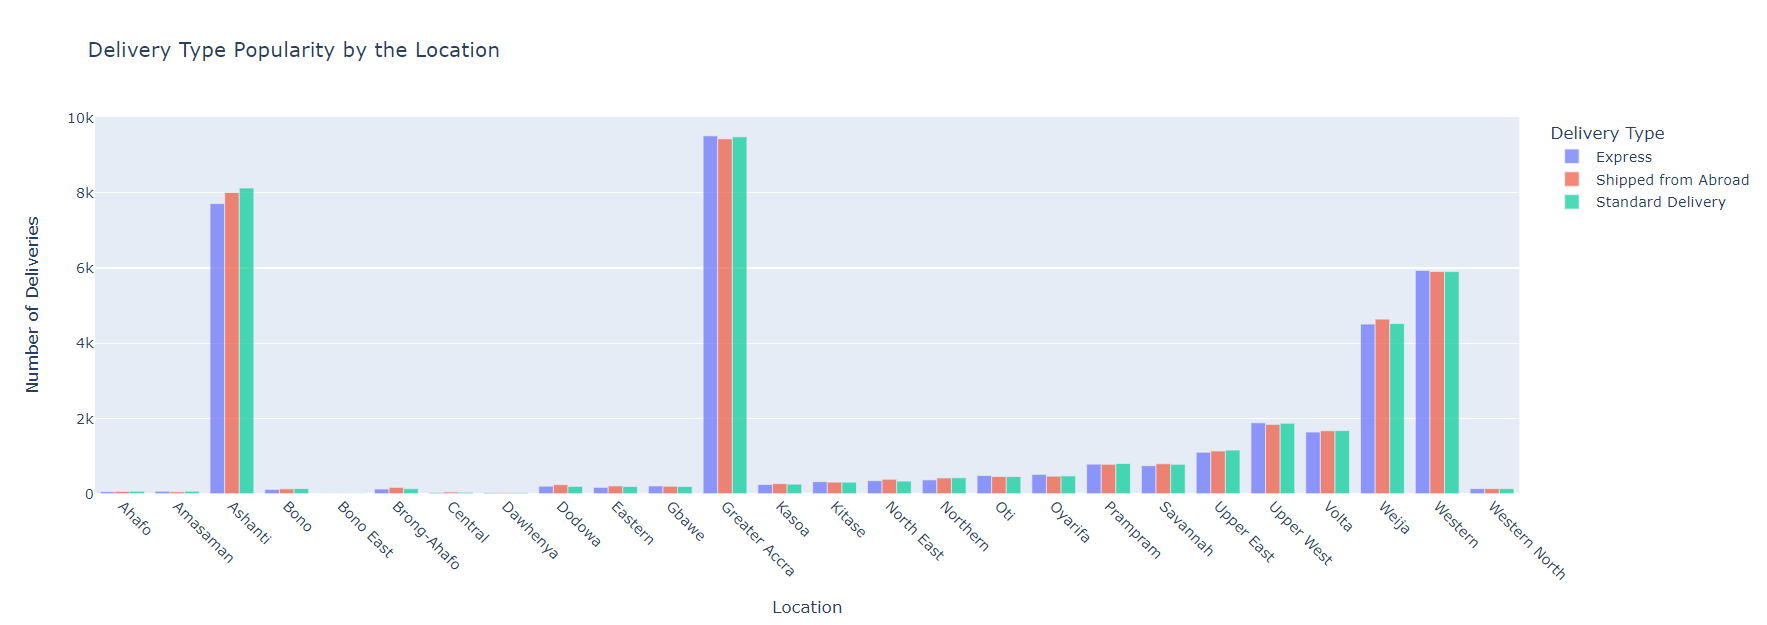 Delivery Type Popularity by the Location
Delivery Type
Express
Shipped from Abroad
Standard Delivery
Number of Deliveries
10k
8k
6k
4k
2k
0
Ahafo
Amasaman
Ashanti
Bono
Bono East
Brong-Ahafo
Central
Dawhenya
Dodowa
Eastern
Gbawe
Greater Accra
Kasoa
Kitase
North East
Northern
Oti
Oyarifa
Prampram
Savannah
Upper East
Upper West
Volta
Weija
Western
Western North
Location